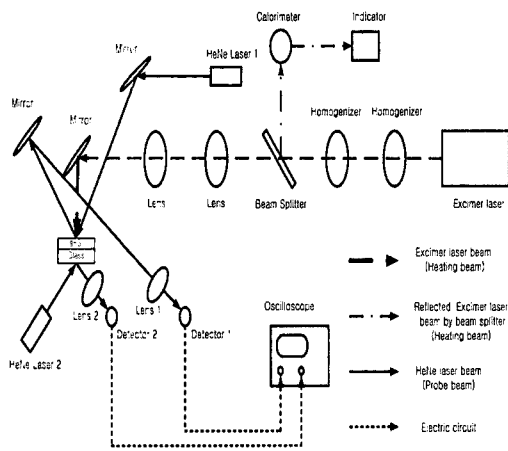 Calorimeter
Indicator
Mirror
HeNe Laser 1
Mirror
Mirror
Homogenizer
Homogenizer
Lens
Lens
Beam Splitter
Excimer laser
Glass
Lens 2
Lens 1
HeNe Laser 2
Detector 2
Detector 1
Oscilloscope
Excimer laser beam
(Heating beam)
Reflected Excimer laser
beam by beam splitter
(Heating beam)
HeNe laser beam
(Probe beam)
Electric circuit